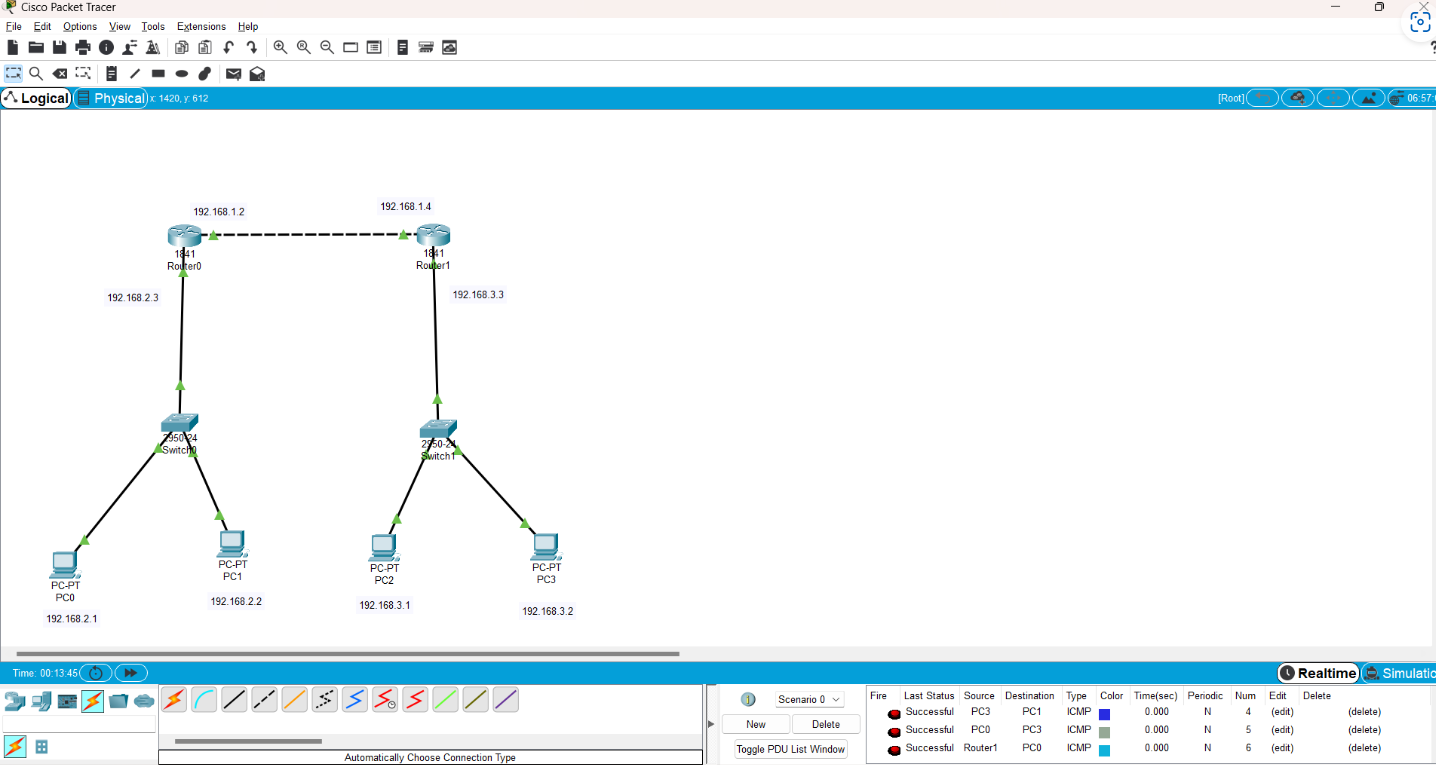 Cisco Packet Tracer
File Edit Options View Tools Extensions Help
?
Logical Physical x: 1420, y: 612 [Root] 06:57:
192.168.1.2
192.168.1.4
1841
Router0
1841
Router1
192.168.2.3
192.168.3.3
2950-24
Switch0
2950-24
Switch1
PC-PT
PC0
PC-PT
PC1
PC-PT
PC2
PC-PT
PC3
192.168.2.1
192.168.2.2
192.168.3.1
192.168.3.2
Time: 00:13:45 Realtime Simulatio
Scenario 0
New Delete
Toggle PDU List Window
Automatically Choose Connection Type
Fire Last Status Source Destination Type Color Time(sec) Periodic Num Edit Delete
Successful PC3 PC1 ICMP 0.000 N 4 (edit) (delete)
Successful PC0 PC3 ICMP 0.000 N 5 (edit) (delete)
Successful Router1 PC0 ICMP 0.000 N 6 (edit) (delete)